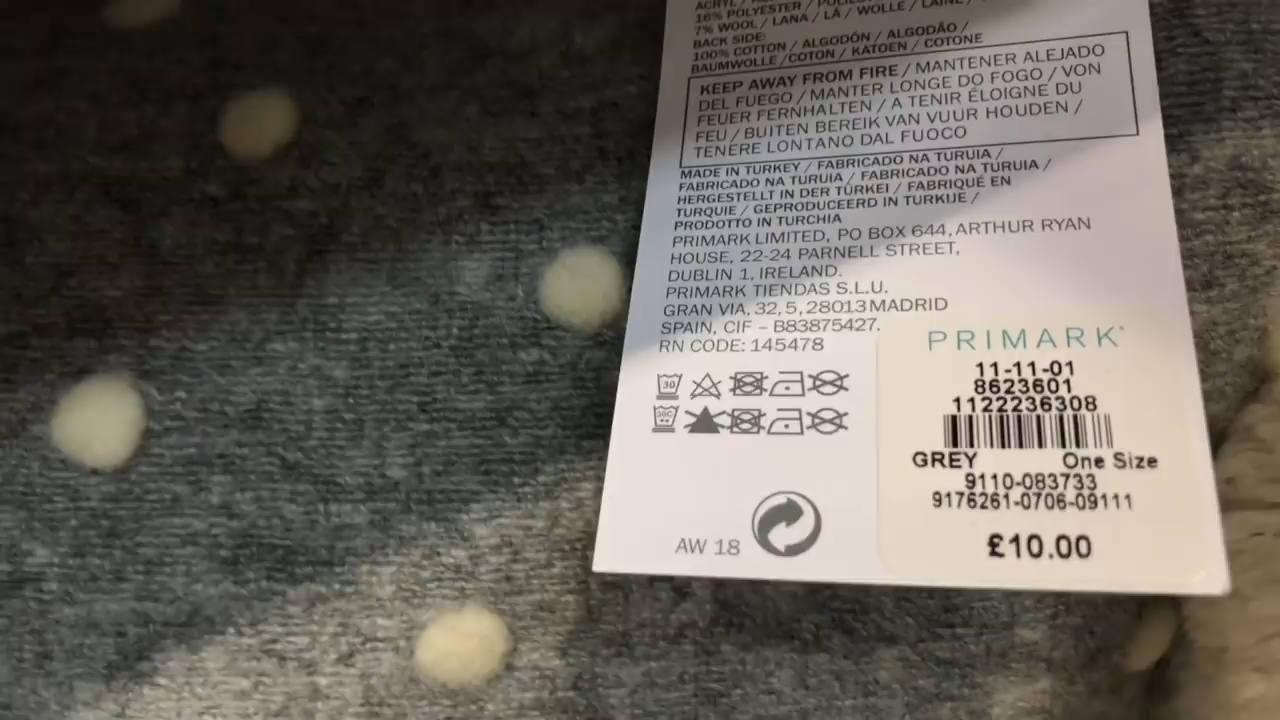 ACRYL /
16% POLYESTER /
7% WOOL / LANA / LÃ / WOLLE / LAINE /
BACK SIDE:
100% COTTON / ALGODÓN / ALGODÃO /
BAUMWOLLE /COTON / KATOEN / COTONE
KEEP AWAY FROM FIRE / MANTENER ALEJADO
DEL FUEGO / MANTER LONGE DO FOGO / VON
FEUER FERNHALTEN / A TENIR ÉLOIGNE DU
FEU / BUITEN BEREIK VAN VUUR HOUDEN /
TENERE LONTANO DAL FUOCO
MADE IN TURKEY / FABRICADO NA TURUIA /
FABRICADO NA TURUIA / FABRICADO NA TURUIA /
HERGESTELLT IN DER TÜRKEI / FABRIQUÉ EN
TURQUIE / GEPRODUCEERD IN TURKIJE /
PRODOTTO IN TURCHIA
PRIMARK LIMITED, PO BOX 644, ARTHUR RYAN
HOUSE, 22-24 PARNELL STREET,
DUBLIN 1, IRELAND.
PRIMARK TIENDAS S.L.U.
GRAN VIA, 32, 5, 28013 MADRID
SPAIN, CIF – B83875427.
RN CODE: 145478
30
30C
AW 18
PRIMARK
11-11-01
8623601
1122236308
GREY One Size
9110-083733
9176261-0706-09111
£10.00